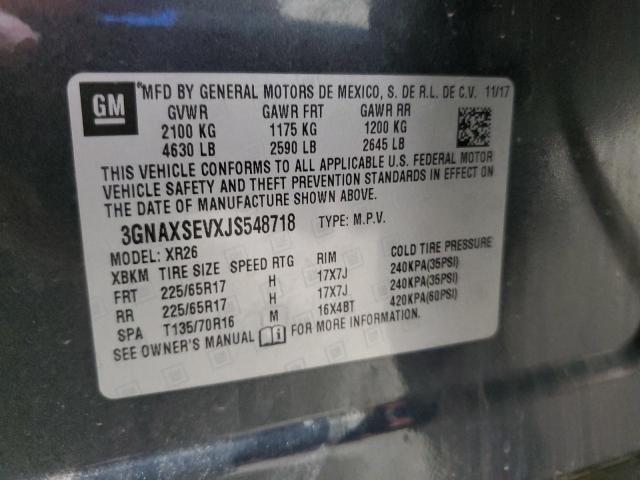 GM
*MFD BY GENERAL MOTORS DE MEXICO, S. DE R.L. DE C.V. 11/17
GVWR GAWR FRT GAWR RR
2100 KG 1175 KG 1200 KG
4630 LB 2590 LB 2645 LB
THIS VEHICLE CONFORMS TO ALL APPLICABLE U.S. FEDERAL MOTOR
VEHICLE SAFETY AND THEFT PREVENTION STANDARDS IN EFFECT ON
THE DATE OF MANUFACTURE SHOWN ABOVE.
3GNAXSEVXJS548718 TYPE: M.P.V.
MODEL: XR26
XBKM TIRE SIZE SPEED RTG RIM COLD TIRE PRESSURE
FRT 225/65R17 H 17X7J 240KPA(35PSI)
RR 225/65R17 H 17X7J 240KPA(35PSI)
SPA T135/70R16 M 16X4BT 420KPA(60PSI)
SEE OWNER'S MANUAL FOR MORE INFORMATION.